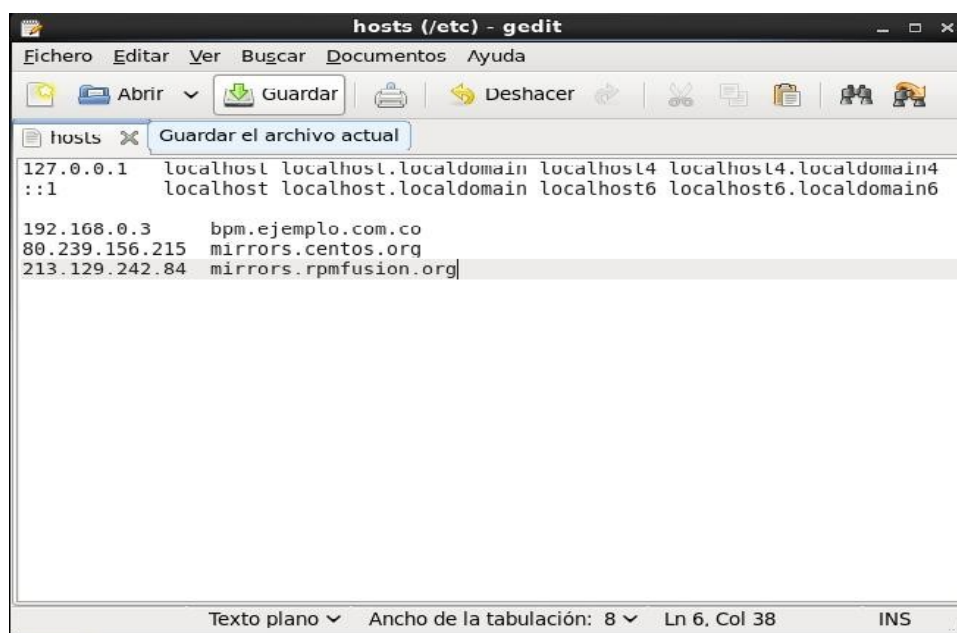 hosts (/etc) - gedit
Fichero Editar Ver Buscar Documentos Ayuda
Abrir Guardar Deshacer
hosts Guardar el archivo actual
127.0.0.1 localhost localhost.localdomain localhost4 localhost4.localdomain4
::1 localhost localhost.localdomain localhost6 localhost6.localdomain6
192.168.0.3 bpm.ejemplo.com.co
80.239.156.215 mirrors.centos.org
213.129.242.84 mirrors.rpmfusion.org
Texto plano Ancho de la tabulación: 8 Ln 6, Col 38 INS